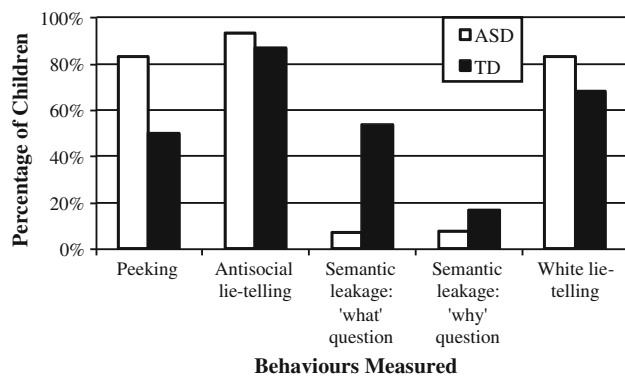 Percentage of Children
100%
80%
60%
40%
20%
0%
ASD
TD
Peeking
Antisocial
lie-telling
Semantic
leakage:
'what'
question
Semantic
leakage:
'why'
question
White lie-
telling
Behaviours Measured